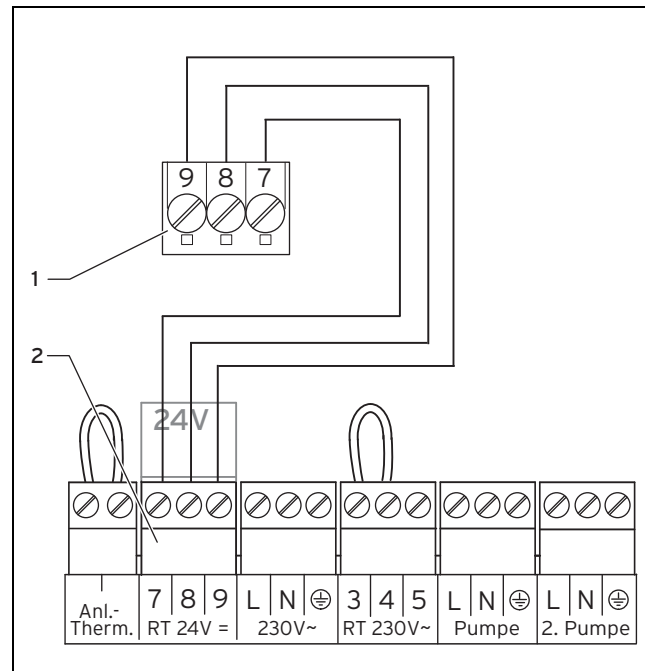 9 8 7
1
2
24V
Anl.-
Therm.
7 8 9
RT 24V =
L N
230V~
3 4 5
RT 230V~
L N
Pumpe
L N
2. Pumpe